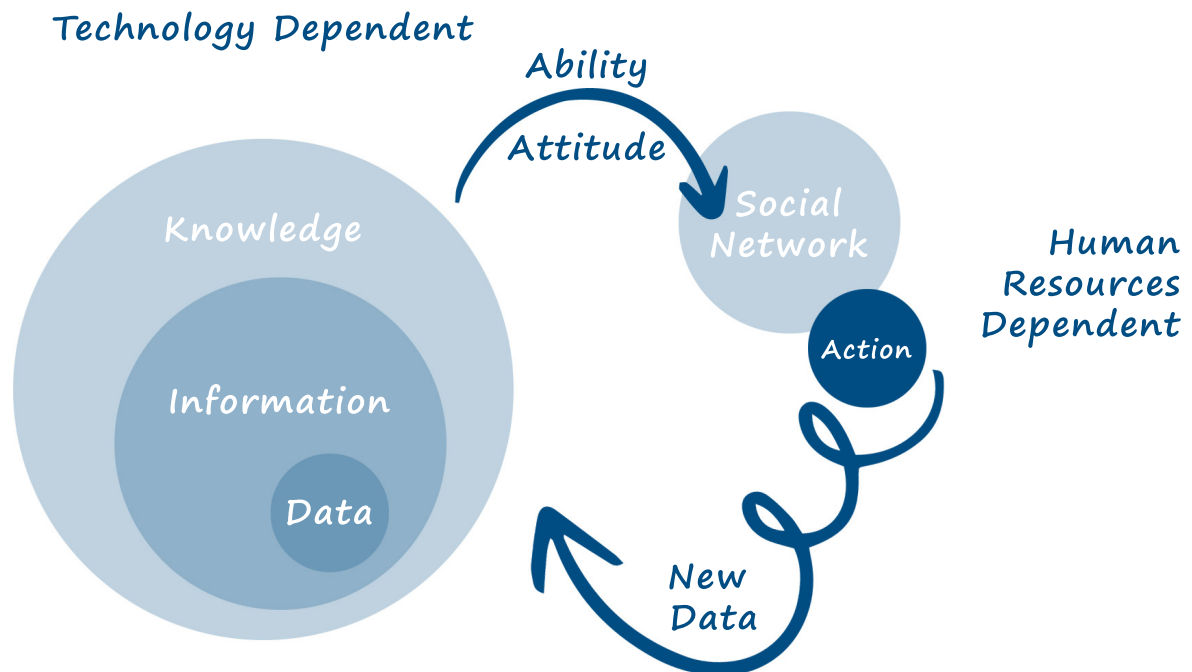 Technology Dependent
Ability
Attitude
Knowledge
Social
Network
Human
Resources
Dependent
Action
Information
Data
New
Data